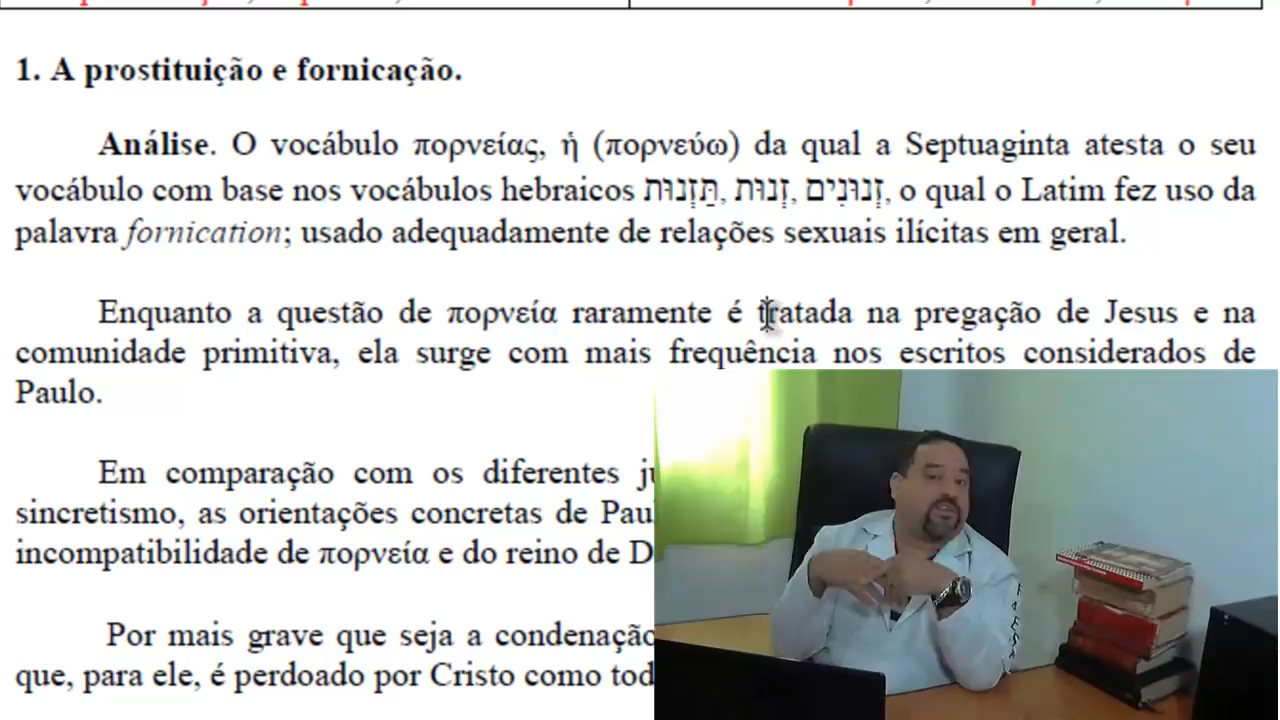 1. A prostituição e fornicação.
Análise. O vocábulo πορνείας, ἡ (πορνεύω) da qual a Septuaginta atesta o seu
vocábulo com base nos vocábulos hebraicos תַּזְנוּת, זְנוּת, זְנוּנִים, o qual o Latim fez uso da
palavra fornication; usado adequadamente de relações sexuais ilícitas em geral.
Enquanto a questão de πορνεία raramente é tratada na pregação de Jesus e na
comunidade primitiva, ela surge com mais frequência nos escritos considerados de
Paulo.
Em comparação com os diferentes ju
sincretismo, as orientações concretas de Pau
incompatibilidade de πορνεία e do reino de D
Por mais grave que seja a condenação
que, para ele, é perdoado por Cristo como tod